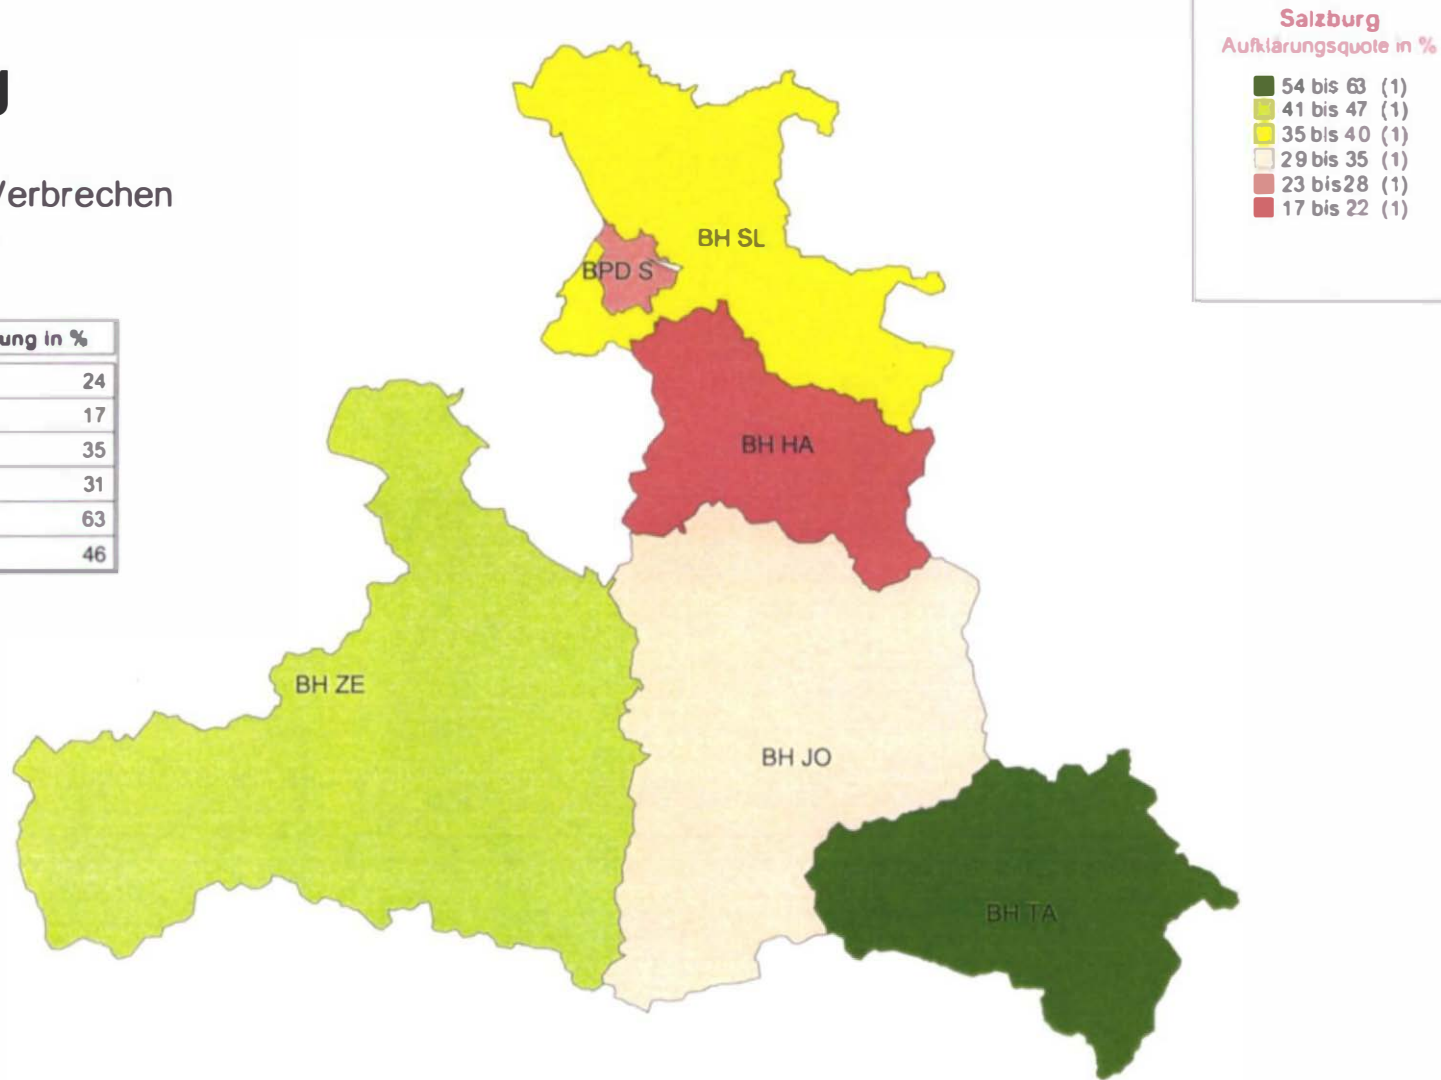 g
Verbrechen
ung in %
24
17
35
31
63
46
Salzburg
Aufklärungsquote in %
54 bis 63 (1)
41 bis 47 (1)
35 bis 40 (1)
29 bis 35 (1)
23 bis28 (1)
17 bis 22 (1)
BH SL
BPD S
BH HA
BH ZE
BH JO
BH TA